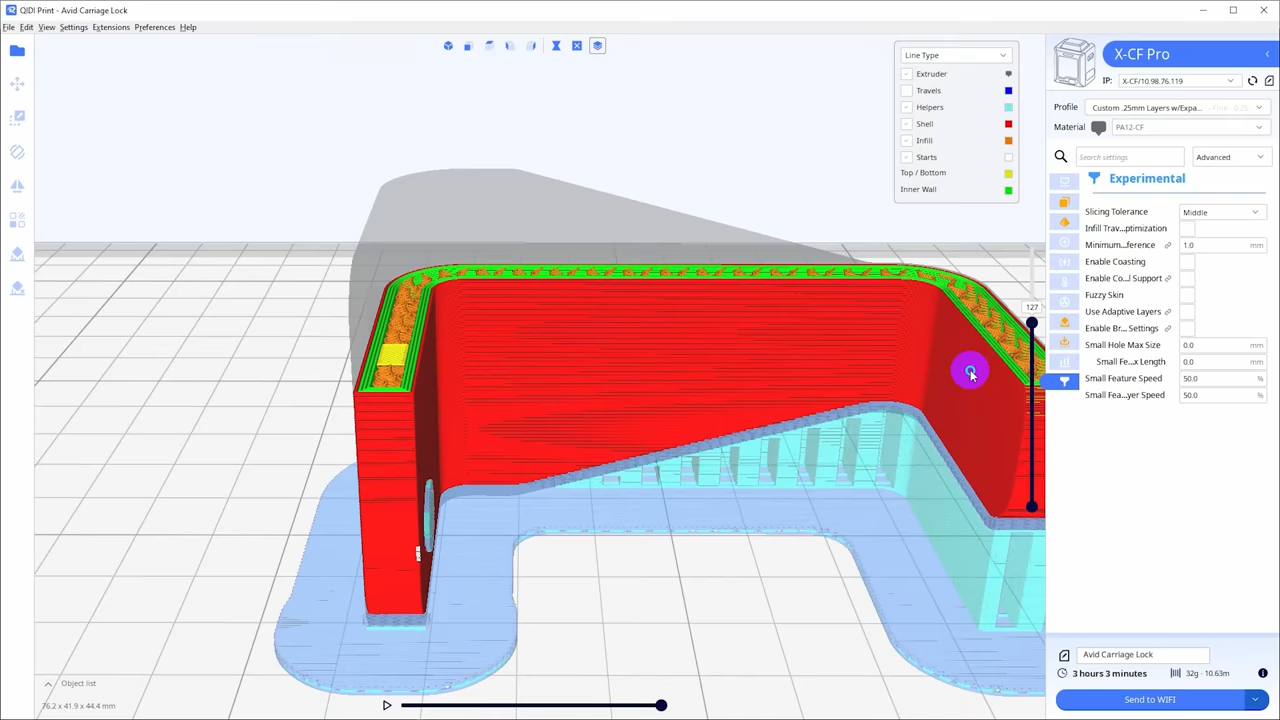 QIDI Print - Avid Carriage Lock
File Edit View Settings Extensions Preferences Help
Line Type
Extruder
Travels
Helpers
Shell
Infill
Starts
Top / Bottom
Inner Wall
127
Object list
76.2 x 41.9 x 44.4 mm
X-CF Pro
IP: X-CF/10.98.76.119
Profile Custom .25mm Layers w/Expa...
Material PA12-CF
Search settings Advanced
Experimental
Slicing Tolerance Middle
Infill Trav...ptimization
Minimum...ference 1.0 mm
Enable Coasting
Enable Co...l Support
Fuzzy Skin
Use Adaptive Layers
Enable Br... Settings
Small Hole Max Size 0.0 mm
Small Fe...x Length 0.0 mm
Small Feature Speed 50.0 %
Small Fea...yer Speed 50.0 %
Avid Carriage Lock
3 hours 3 minutes 32g · 10.63m
Send to WIFI